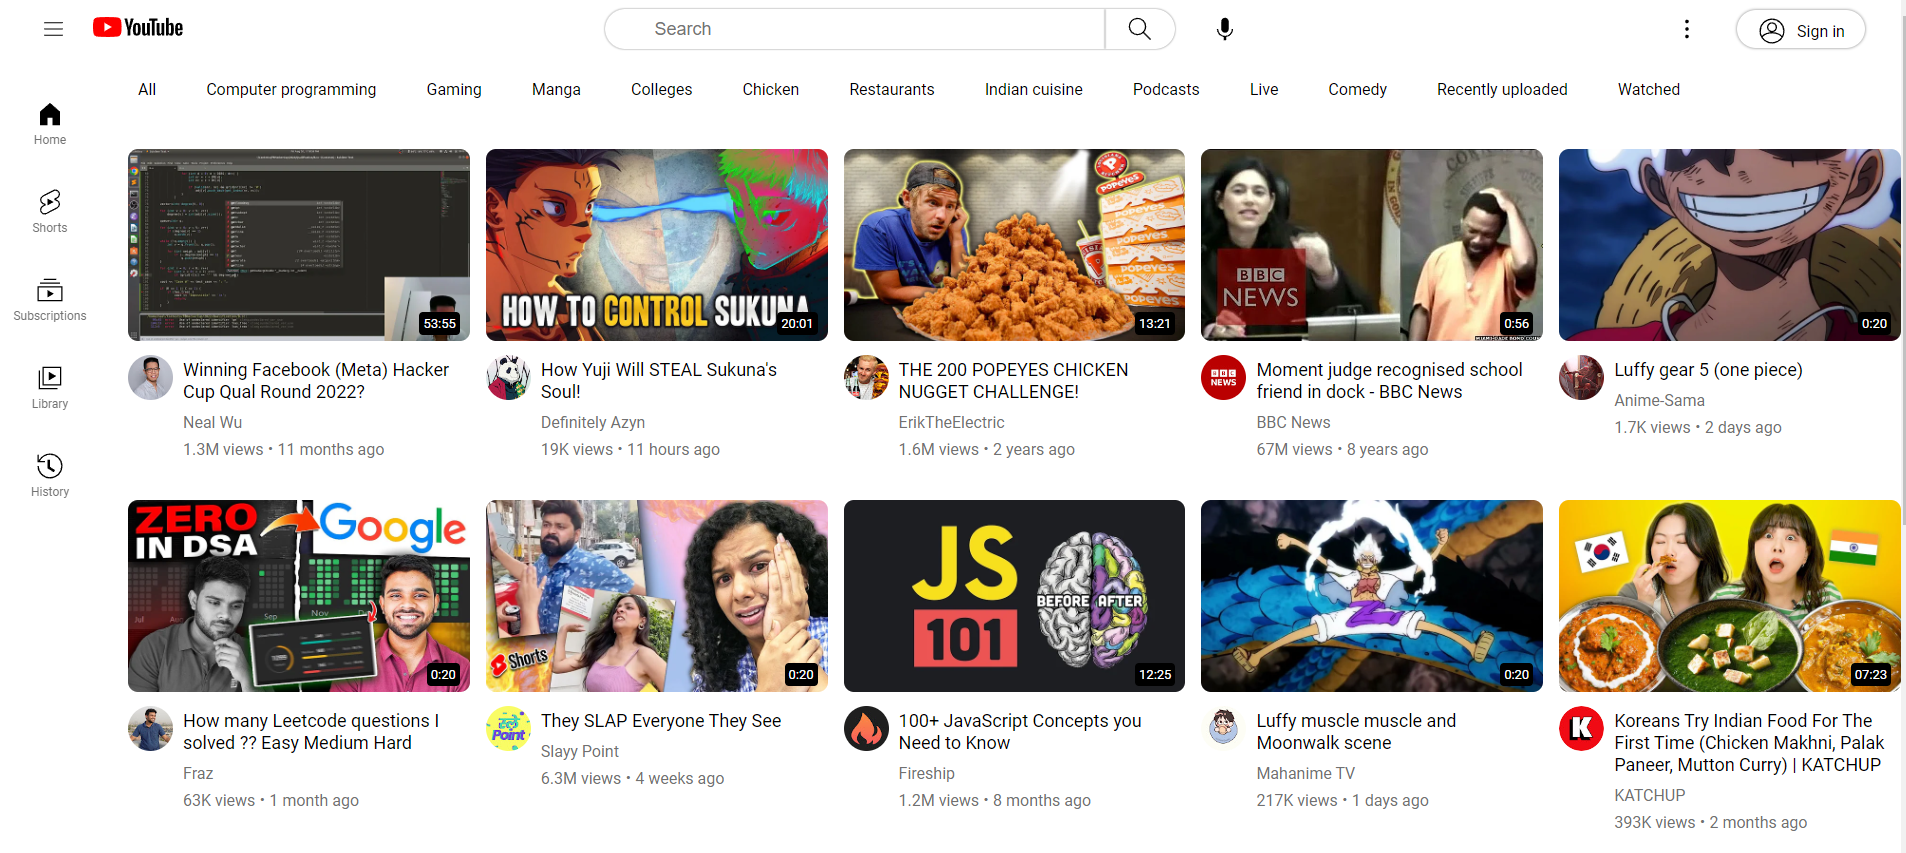 YouTube
Search
Sign in
All Computer programming Gaming Manga Colleges Chicken Restaurants Indian cuisine Podcasts Live Comedy Recently uploaded Watched
Home
Shorts
Subscriptions
Library
History
53:55
HOW TO CONTROL SUKUNA
20:01
POPEYES
POPEYES
POPEYES
POPEYES
13:21
BBC
NEWS
0:56
0:20
Winning Facebook (Meta) Hacker
Cup Qual Round 2022?
Neal Wu
1.3M views • 11 months ago
How Yuji Will STEAL Sukuna's
Soul!
Definitely Azyn
19K views • 11 hours ago
THE 200 POPEYES CHICKEN
NUGGET CHALLENGE!
ErikTheElectric
1.6M views • 2 years ago
BBC
NEWS
Moment judge recognised school
friend in dock - BBC News
BBC News
67M views • 8 years ago
Luffy gear 5 (one piece)
Anime-Sama
1.7K views • 2 days ago
ZERO
IN DSA
Google
Jul Aug Sep Nov
0:20
Shorts
0:20
JS
101
BEFORE AFTER
12:25
0:20
07:23
How many Leetcode questions I
solved ?? Easy Medium Hard
Fraz
63K views • 1 month ago
Point
They SLAP Everyone They See
Slayy Point
6.3M views • 4 weeks ago
100+ JavaScript Concepts you
Need to Know
Fireship
1.2M views • 8 months ago
Luffy muscle muscle and
Moonwalk scene
Mahanime TV
217K views • 1 days ago
K
Koreans Try Indian Food For The
First Time (Chicken Makhni, Palak
Paneer, Mutton Curry) | KATCHUP
KATCHUP
393K views • 2 months ago